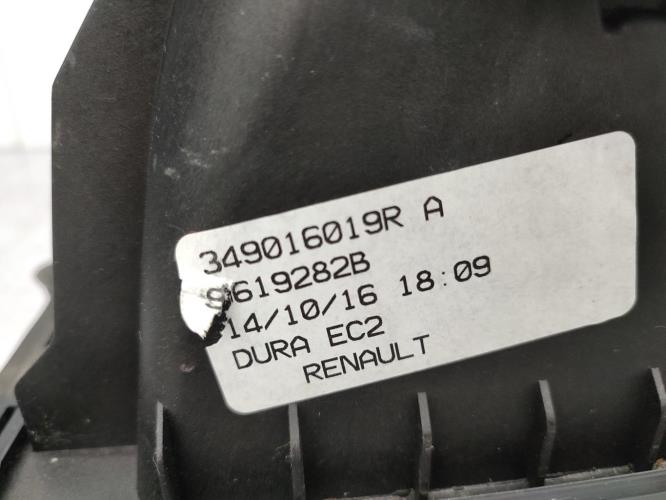 349016019R A
9619282B
14/10/16 18:09
DURA EC2
RENAULT